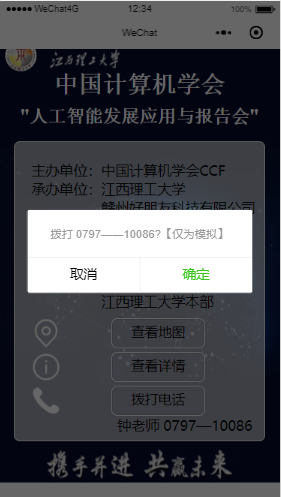 WeChat4G 12:34 100%
WeChat
江西理工大学
中国计算机学会
"人工智能发展应用与报告会"
主办单位：中国计算机学会CCF
承办单位：江西理工大学
赣州好朋友科技有限公司
拨打 0797——10086?【仅为模拟】
取消 确定
江西理工大学本部
查看地图
查看详情
拨打电话
钟老师 0797—10086
携手并进 共赢未来